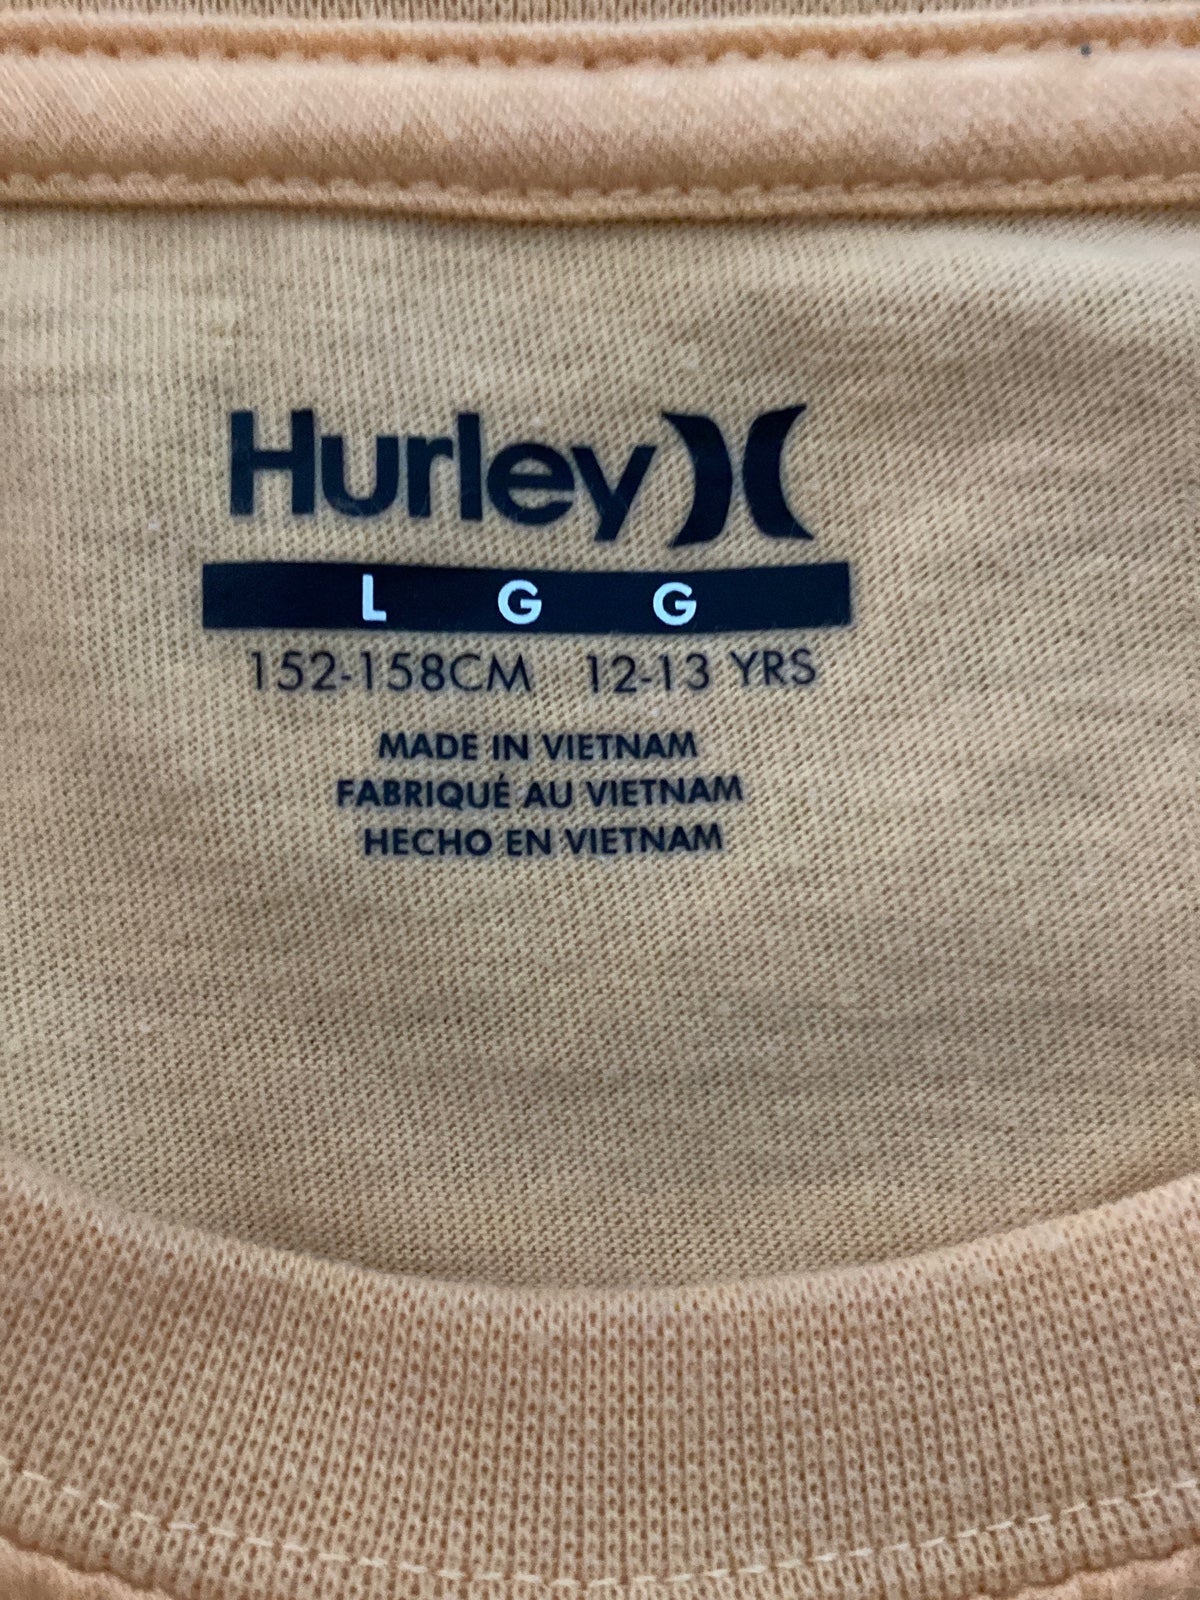 Hurley
L G G
152-158CM 12-13 YRS
MADE IN VIETNAM
FABRIQUÉ AU VIETNAM
HECHO EN VIETNAM